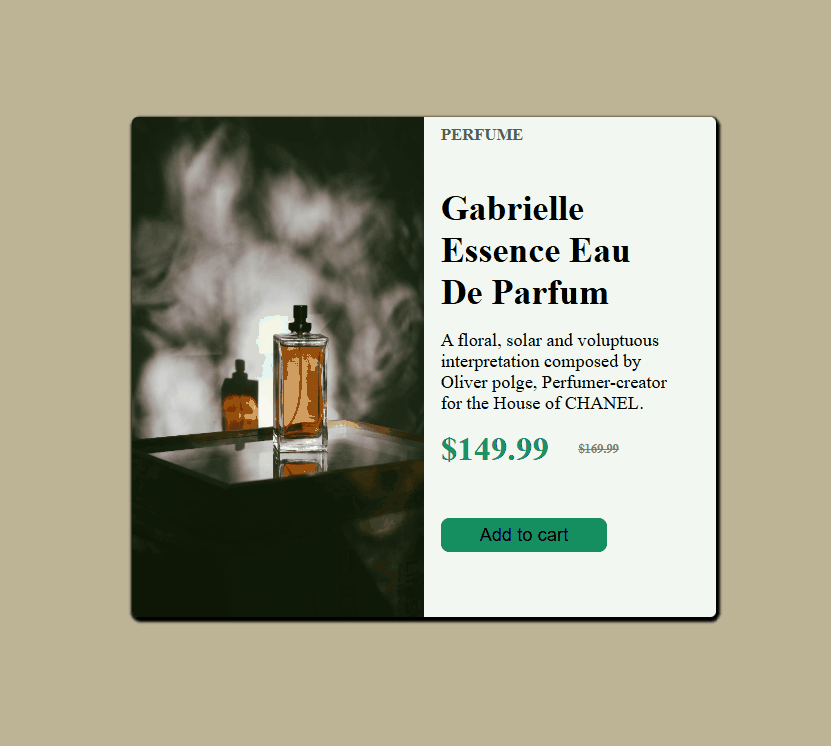 PERFUME
Gabrielle
Essence Eau
De Parfum
A floral, solar and voluptuous
interpretation composed by
Oliver polge, Perfumer-creator
for the House of CHANEL.
$149.99 $169.99
Add to cart